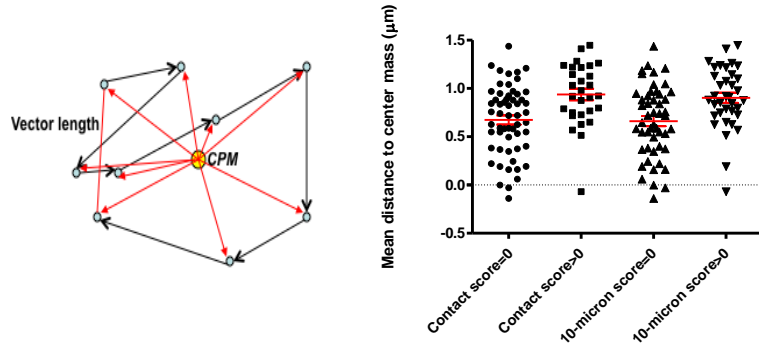 Vector length
CPM
Mean distance to center mass (μm)
1.5
1.0
0.5
0.0
-0.5
Contact score=0
Contact score>0
10-micron score=0
10-micron score>0